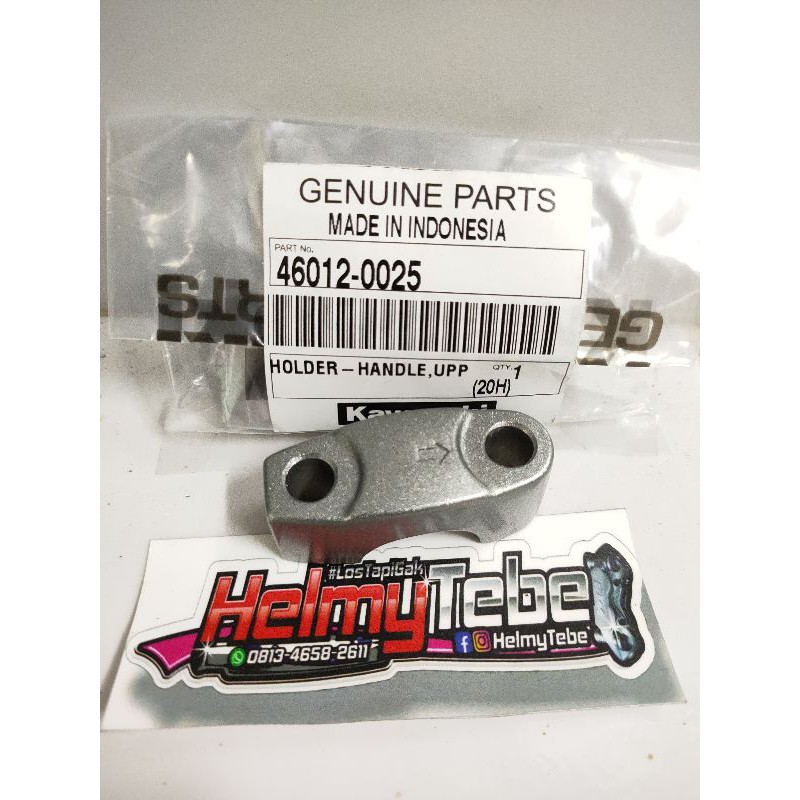 GENUINE PARTS
MADE IN INDONESIA
PART No.
46012-0025
HOLDER-HANDLE,UPP QTY. 1
(20H)
Kawasaki
#LosTapiGak
HelmyTebe
0813-4658-2611
HelmyTebe